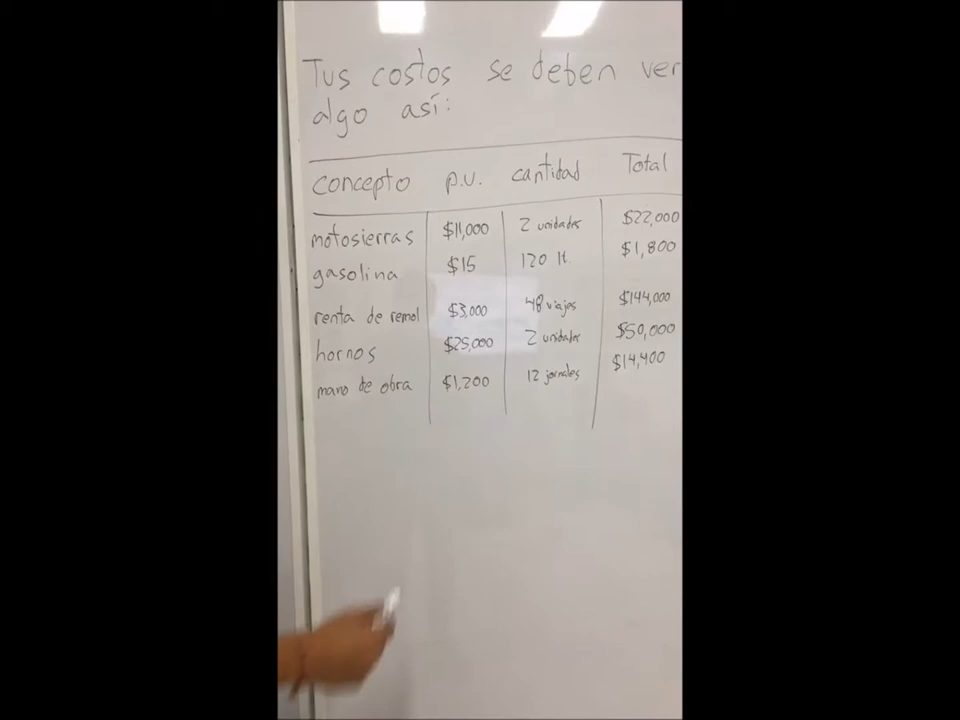 Tus costos se deben ver
algo así:
concepto p.u. cantidad Total
motosierras $11,000 2 unidades $22,000
gasolina $15 120 lt. $1,800
renta de remol $3,000 48 viajes $144,000
hornos $25,000 2 unidades $50,000
mano de obra $1,200 12 jornales $14,400